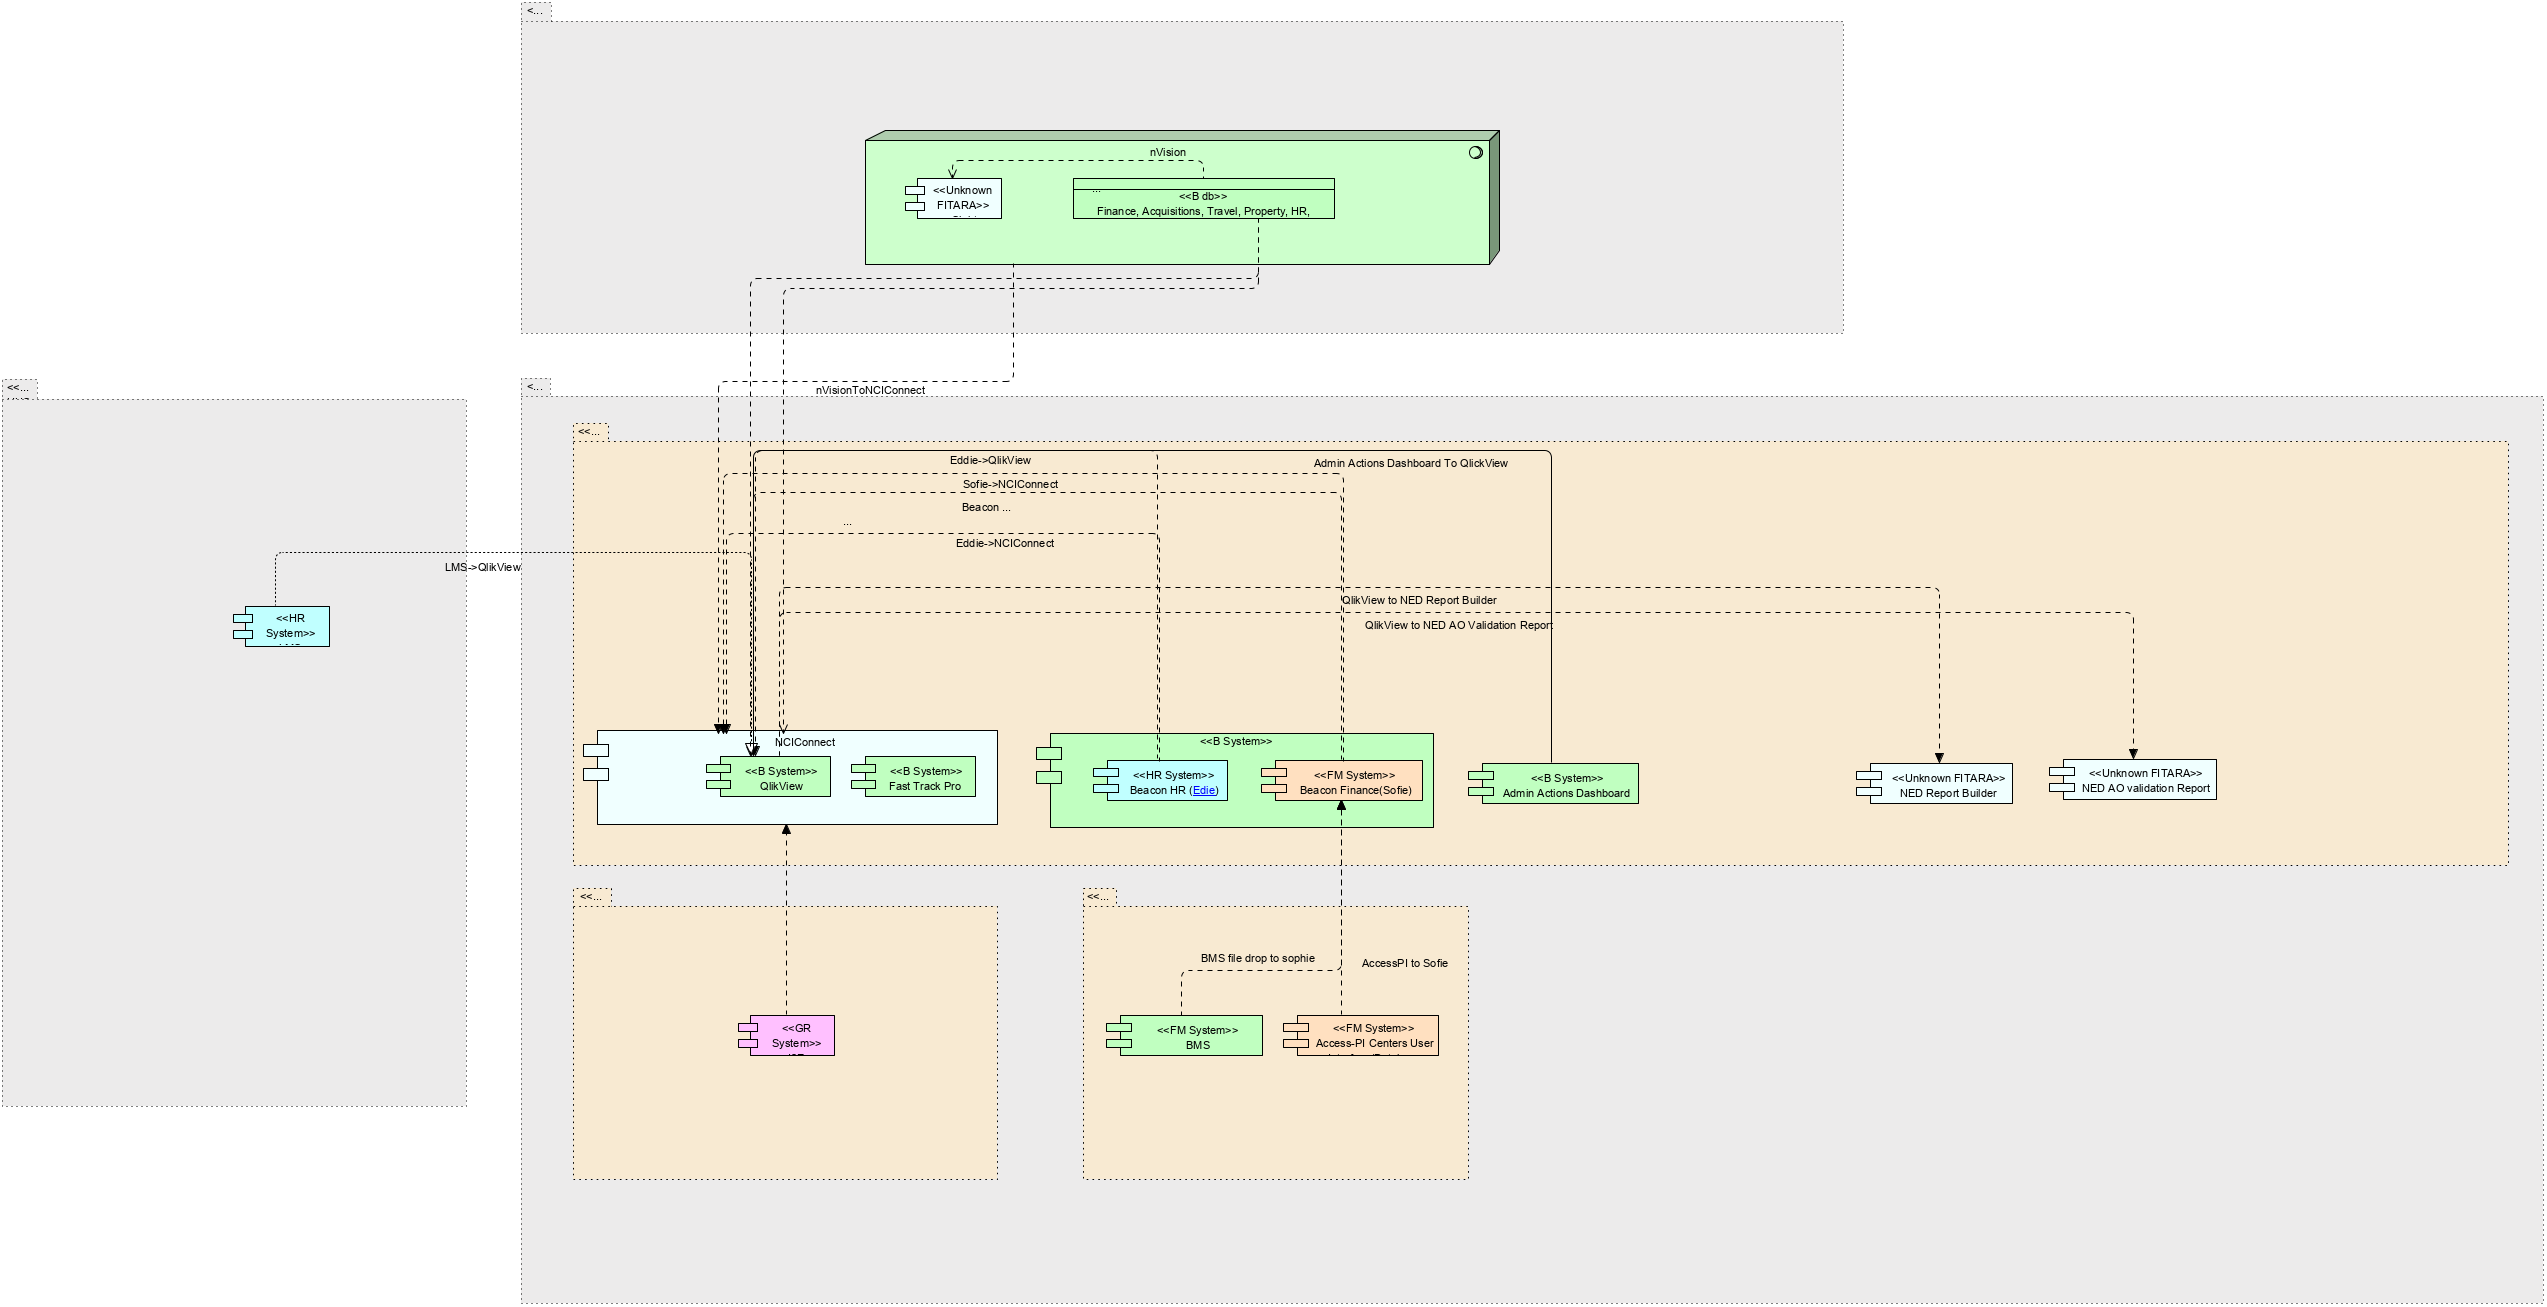 <...
nVision
<<Unknown
FITARA>>
...
<<B db>>
Finance, Acquisitions, Travel, Property, HR,
<<...
<...
nVisionToNCIConnect
<<...
Eddie->QlikView
Admin Actions Dashboard To QlickView
Sofie->NCIConnect
Beacon ...
...
Eddie->NCIConnect
LMS->QlikView
QlikView to NED Report Builder
<<HR
System>>
QlikView to NED AO Validation Report
NCIConnect
<<B System>>
QlikView
<<B System>>
Fast Track Pro
<<B System>>
<<HR System>>
Beacon HR (Edie)
<<FM System>>
Beacon Finance(Sofie)
<<B System>>
Admin Actions Dashboard
<<Unknown FITARA>>
NED Report Builder
<<Unknown FITARA>>
NED AO validation Report
<<...
<<...
BMS file drop to sophie
AccessPI to Sofie
<<GR
System>>
<<FM System>>
BMS
<<FM System>>
Access-PI Centers User